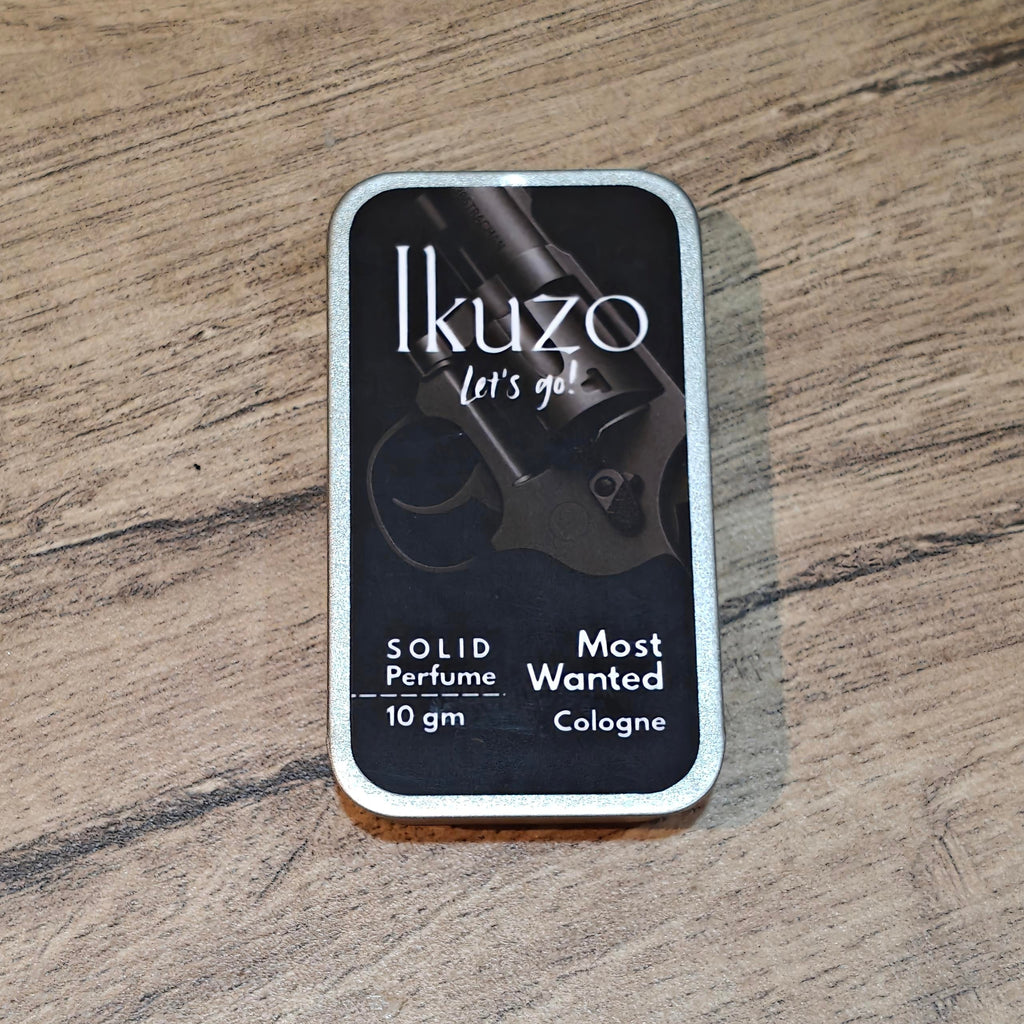 Ikuzo
Let's go!
SOLID
Perfume
10 gm
Most
Wanted
Cologne